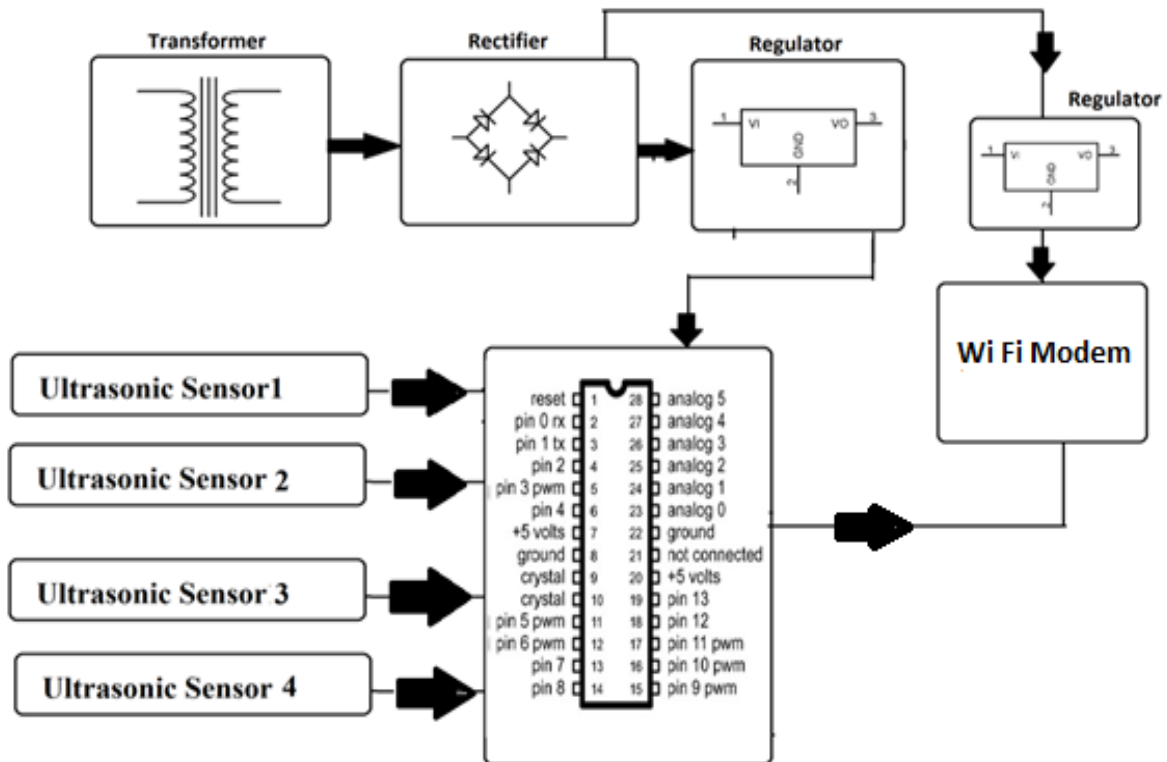 Transformer
Rectifier
Regulator
Regulator
1 VI VO 3
GND
2
1 VI VO 3
GND
2
Wi Fi Modem
Ultrasonic Sensor1
Ultrasonic Sensor 2
Ultrasonic Sensor 3
Ultrasonic Sensor 4
reset 1 28 analog 5
pin 0 rx 2 27 analog 4
pin 1 tx 3 26 analog 3
pin 2 4 25 analog 2
pin 3 pwm 5 24 analog 1
pin 4 6 23 analog 0
+5 volts 7 22 ground
ground 8 21 not connected
crystal 9 20 +5 volts
crystal 10 19 pin 13
pin 5 pwm 11 18 pin 12
pin 6 pwm 12 17 pin 11 pwm
pin 7 13 16 pin 10 pwm
pin 8 14 15 pin 9 pwm